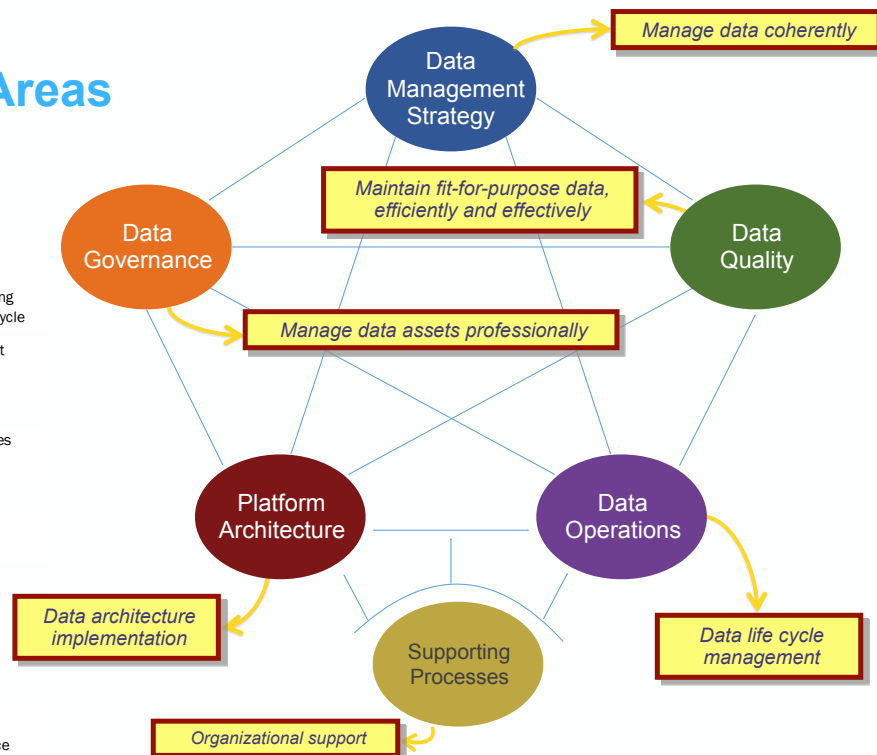 Areas
Manage data coherently
Data
Management
Strategy
Maintain fit-for-purpose data,
efficiently and effectively
Data
Governance
Data
Quality
cycle
Manage data assets professionally
Platform
Architecture
Data
Operations
Data architecture
implementation
Data life cycle
management
Supporting
Processes
Organizational support